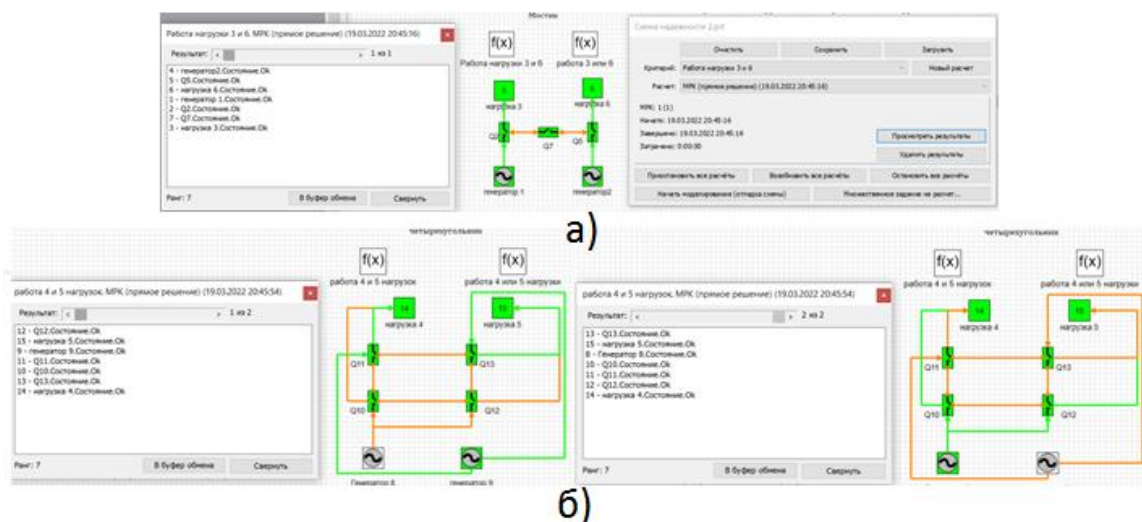 Мостик
Работа нагрузки 3 и 6. МРК (прямое решение) (19.03.2022 20:45:16)
Результат:
1 из 1
4 - генератор2.Состояние.Ok
5 - Q5.Состояние.Ok
6 - нагрузка 6.Состояние.Ok
1 - генератор 1.Состояние.Ok
2 - Q2.Состояние.Ok
7 - Q7.Состояние.Ok
3 - нагрузка 3.Состояние.Ok
Ранг: 7
В буфер обмена
Свернуть
f(x)
f(x)
Работа нагрузки 3 и 6
работа 3 или 6
нагрузка 3
нагрузка 6
Q2
Q7
Q5
генератор 1
генератор2
Схема надежности 2.prt
Очистить
Сохранить
Загрузить
Критерий:
Работа нагрузки 3 и 6
Новый расчет
Расчет:
МРК (прямое решение) (19.03.2022 20:45:16)
МРК: 1 (1)
Начато: 19.03.2022 20:45:16
Завершено: 19.03.2022 20:45:16
Затрачено: 0:00:00
Просмотреть результаты
Удалить результаты
Приостановить все расчёты
Возобновить все расчёты
Остановить все расчёты
Начать моделирование (отладка схемы)
Множественное задание на расчет...
а)
четырехугольник
работа 4 и 5 нагрузок. МРК (прямое решение) (19.03.2022 20:45:54)
Результат:
1 из 2
12 - Q12.Состояние.Ok
15 - нагрузка 5.Состояние.Ok
9 - генератор 9.Состояние.Ok
11 - Q11.Состояние.Ok
10 - Q10.Состояние.Ok
13 - Q13.Состояние.Ok
14 - нагрузка 4.Состояние.Ok
Ранг: 7
В буфер обмена
Свернуть
f(x)
f(x)
работа 4 и 5 нагрузок
работа 4 или 5 нагрузки
14
15
нагрузка 4
нагрузка 5
Q11
Q13
Q10
Q12
Генератор 8
генератор 9
четырехугольник
работа 4 и 5 нагрузок. МРК (прямое решение) (19.03.2022 20:45:54)
Результат:
2 из 2
13 - Q13.Состояние.Ok
15 - нагрузка 5.Состояние.Ok
8 - Генератор 8.Состояние.Ok
10 - Q10.Состояние.Ok
11 - Q11.Состояние.Ok
12 - Q12.Состояние.Ok
14 - нагрузка 4.Состояние.Ok
Ранг: 7
В буфер обмена
Свернуть
f(x)
f(x)
работа 4 и 5 нагрузок
работа 4 или 5 нагрузки
14
15
нагрузка 4
нагрузка 5
Q11
Q13
Q10
Q12
б)